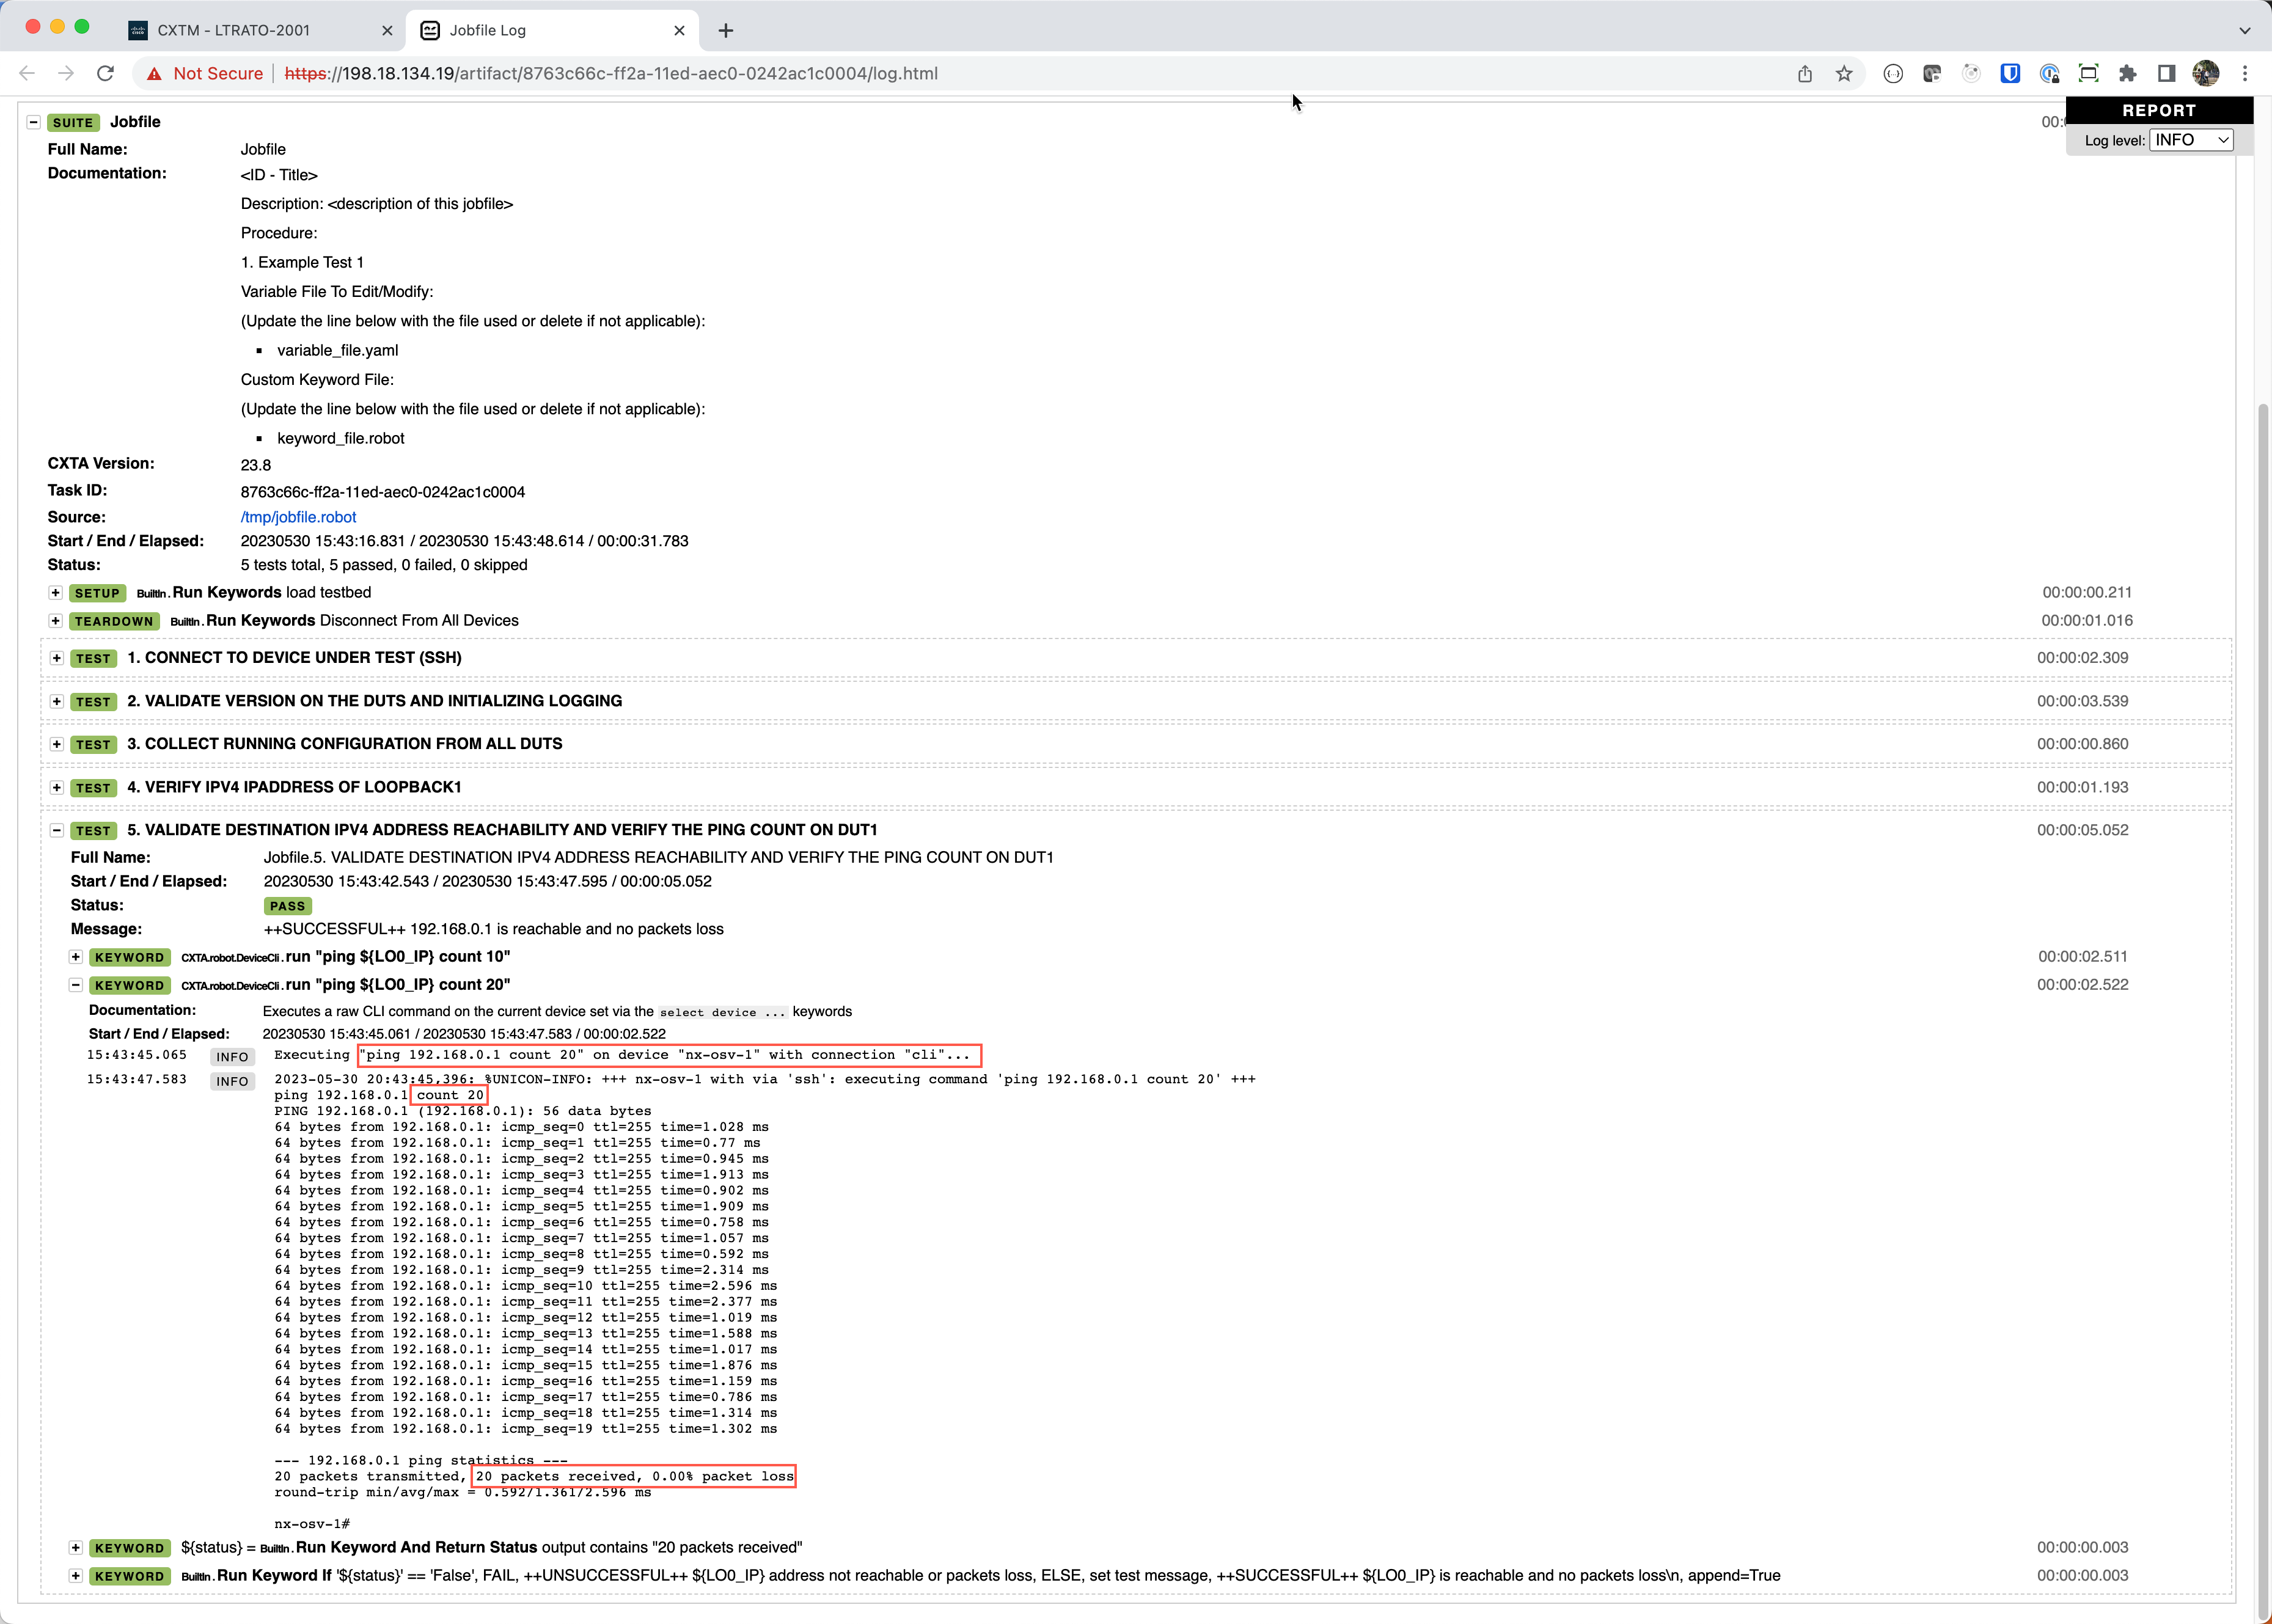 CXTM - LTRATO-2001
Jobfile Log
Not Secure | https://198.18.134.19/artifact/8763c66c-ff2a-11ed-aec0-0242ac1c0004/log.html
REPORT
Log level: INFO
SUITE Jobfile 00:
Full Name: Jobfile
Documentation: <ID - Title>
Description: <description of this jobfile>
Procedure:
1. Example Test 1
Variable File To Edit/Modify:
(Update the line below with the file used or delete if not applicable):
▪ variable_file.yaml
Custom Keyword File:
(Update the line below with the file used or delete if not applicable):
▪ keyword_file.robot
CXTA Version: 23.8
Task ID: 8763c66c-ff2a-11ed-aec0-0242ac1c0004
Source: /tmp/jobfile.robot
Start / End / Elapsed: 20230530 15:43:16.831 / 20230530 15:43:48.614 / 00:00:31.783
Status: 5 tests total, 5 passed, 0 failed, 0 skipped
SETUP BuiltIn.Run Keywords load testbed 00:00:00.211
TEARDOWN BuiltIn.Run Keywords Disconnect From All Devices 00:00:01.016
TEST 1. CONNECT TO DEVICE UNDER TEST (SSH) 00:00:02.309
TEST 2. VALIDATE VERSION ON THE DUTS AND INITIALIZING LOGGING 00:00:03.539
TEST 3. COLLECT RUNNING CONFIGURATION FROM ALL DUTS 00:00:00.860
TEST 4. VERIFY IPV4 IPADDRESS OF LOOPBACK1 00:00:01.193
TEST 5. VALIDATE DESTINATION IPV4 ADDRESS REACHABILITY AND VERIFY THE PING COUNT ON DUT1 00:00:05.052
Full Name: Jobfile.5. VALIDATE DESTINATION IPV4 ADDRESS REACHABILITY AND VERIFY THE PING COUNT ON DUT1
Start / End / Elapsed: 20230530 15:43:42.543 / 20230530 15:43:47.595 / 00:00:05.052
Status: PASS
Message: ++SUCCESSFUL++ 192.168.0.1 is reachable and no packets loss
KEYWORD CXTA.robot.DeviceCli.run "ping ${LO0_IP} count 10" 00:00:02.511
KEYWORD CXTA.robot.DeviceCli.run "ping ${LO0_IP} count 20" 00:00:02.522
Documentation: Executes a raw CLI command on the current device set via the select device ... keywords
Start / End / Elapsed: 20230530 15:43:45.061 / 20230530 15:43:47.583 / 00:00:02.522
15:43:45.065 INFO Executing "ping 192.168.0.1 count 20" on device "nx-osv-1" with connection "cli"...
15:43:47.583 INFO 2023-05-30 20:43:45,396: %UNICON-INFO: +++ nx-osv-1 with via 'ssh': executing command 'ping 192.168.0.1 count 20' +++
ping 192.168.0.1 count 20
PING 192.168.0.1 (192.168.0.1): 56 data bytes
64 bytes from 192.168.0.1: icmp_seq=0 ttl=255 time=1.028 ms
64 bytes from 192.168.0.1: icmp_seq=1 ttl=255 time=0.77 ms
64 bytes from 192.168.0.1: icmp_seq=2 ttl=255 time=0.945 ms
64 bytes from 192.168.0.1: icmp_seq=3 ttl=255 time=1.913 ms
64 bytes from 192.168.0.1: icmp_seq=4 ttl=255 time=0.902 ms
64 bytes from 192.168.0.1: icmp_seq=5 ttl=255 time=1.909 ms
64 bytes from 192.168.0.1: icmp_seq=6 ttl=255 time=0.758 ms
64 bytes from 192.168.0.1: icmp_seq=7 ttl=255 time=1.057 ms
64 bytes from 192.168.0.1: icmp_seq=8 ttl=255 time=0.592 ms
64 bytes from 192.168.0.1: icmp_seq=9 ttl=255 time=2.314 ms
64 bytes from 192.168.0.1: icmp_seq=10 ttl=255 time=2.596 ms
64 bytes from 192.168.0.1: icmp_seq=11 ttl=255 time=2.377 ms
64 bytes from 192.168.0.1: icmp_seq=12 ttl=255 time=1.019 ms
64 bytes from 192.168.0.1: icmp_seq=13 ttl=255 time=1.588 ms
64 bytes from 192.168.0.1: icmp_seq=14 ttl=255 time=1.017 ms
64 bytes from 192.168.0.1: icmp_seq=15 ttl=255 time=1.876 ms
64 bytes from 192.168.0.1: icmp_seq=16 ttl=255 time=1.159 ms
64 bytes from 192.168.0.1: icmp_seq=17 ttl=255 time=0.786 ms
64 bytes from 192.168.0.1: icmp_seq=18 ttl=255 time=1.314 ms
64 bytes from 192.168.0.1: icmp_seq=19 ttl=255 time=1.302 ms
--- 192.168.0.1 ping statistics ---
20 packets transmitted, 20 packets received, 0.00% packet loss
round-trip min/avg/max = 0.592/1.361/2.596 ms
nx-osv-1#
KEYWORD ${status} = BuiltIn.Run Keyword And Return Status output contains "20 packets received" 00:00:00.003
KEYWORD BuiltIn.Run Keyword If '${status}' == 'False', FAIL, ++UNSUCCESSFUL++ ${LO0_IP} address not reachable or packets loss, ELSE, set test message, ++SUCCESSFUL++ ${LO0_IP} is reachable and no packets loss\n, append=True 00:00:00.003